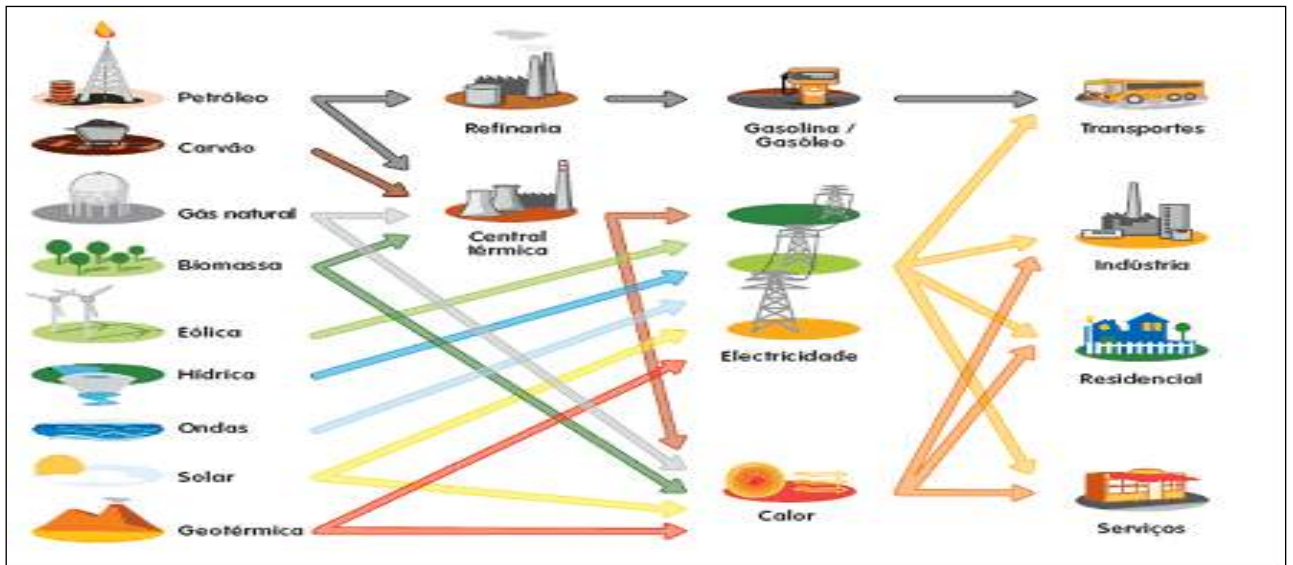 Petróleo
Carvão
Gás natural
Biomassa
Eólica
Hídrica
Ondas
Solar
Geotérmica
Refinaria
Central
térmica
Gasolina /
Gasóleo
Electricidade
Calor
Transportes
Indústria
Residencial
Serviços